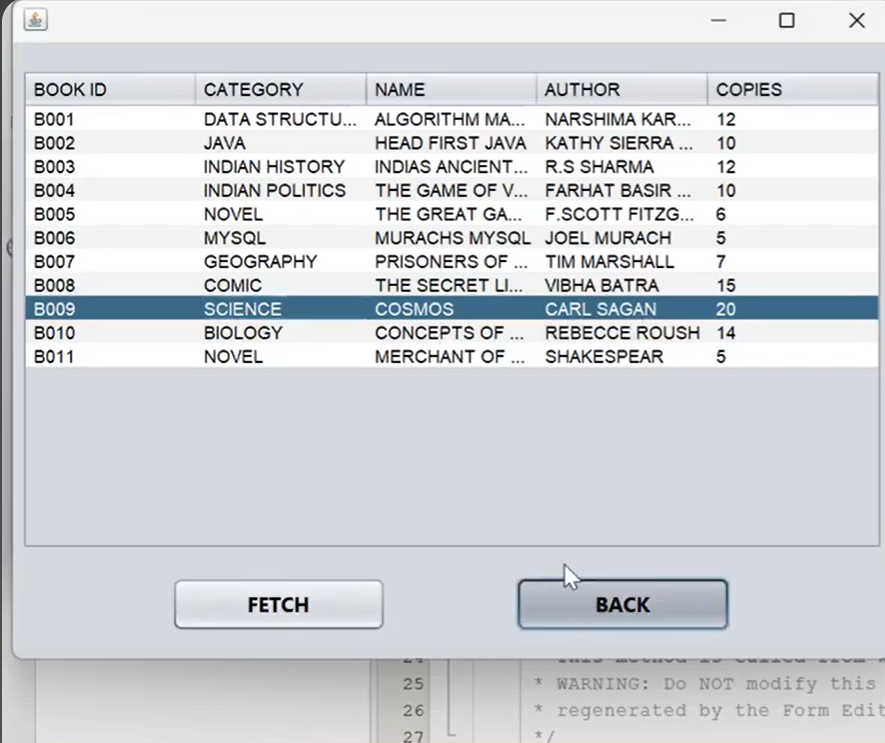 BOOK ID CATEGORY NAME AUTHOR COPIES
B001 DATA STRUCTU... ALGORITHM MA... NARSHIMA KAR... 12
B002 JAVA HEAD FIRST JAVA KATHY SIERRA ... 10
B003 INDIAN HISTORY INDIAS ANCIENT... R.S SHARMA 12
B004 INDIAN POLITICS THE GAME OF V... FARHAT BASIR ... 10
B005 NOVEL THE GREAT GA... F.SCOTT FITZG... 6
B006 MYSQL MURACHS MYSQL JOEL MURACH 5
B007 GEOGRAPHY PRISONERS OF ... TIM MARSHALL 7
B008 COMIC THE SECRET LI... VIBHA BATRA 15
B009 SCIENCE COSMOS CARL SAGAN 20
B010 BIOLOGY CONCEPTS OF ... REBECCE ROUSH 14
B011 NOVEL MERCHANT OF ... SHAKESPEAR 5
FETCH BACK
24 This method is called from
25 * WARNING: Do NOT modify this
26 * regenerated by the Form Edit
27 */